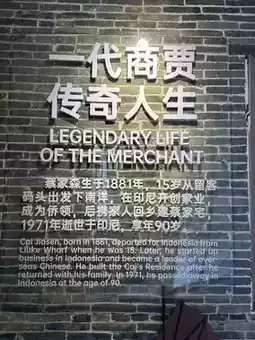 一代商贾
传奇人生
LEGENDARY LIFE
OF THE MERCHANT
蔡家森生于1881年，15岁从留客
码头出发下南洋，在印尼开创家业，
成为侨领，后携家人回乡建蔡家宅，
1971年逝世于印尼，享年90岁。
Cai Jiasen, born in 1881, departed for Indonesia from
Liuke Wharf when he was 15. Later, he started up
business in Indonesia and became a leader of over
seas Chinese. He built the Cai's Residence after he
returned with his family. In 1971, he passed away in
Indonesia at the age of 90.